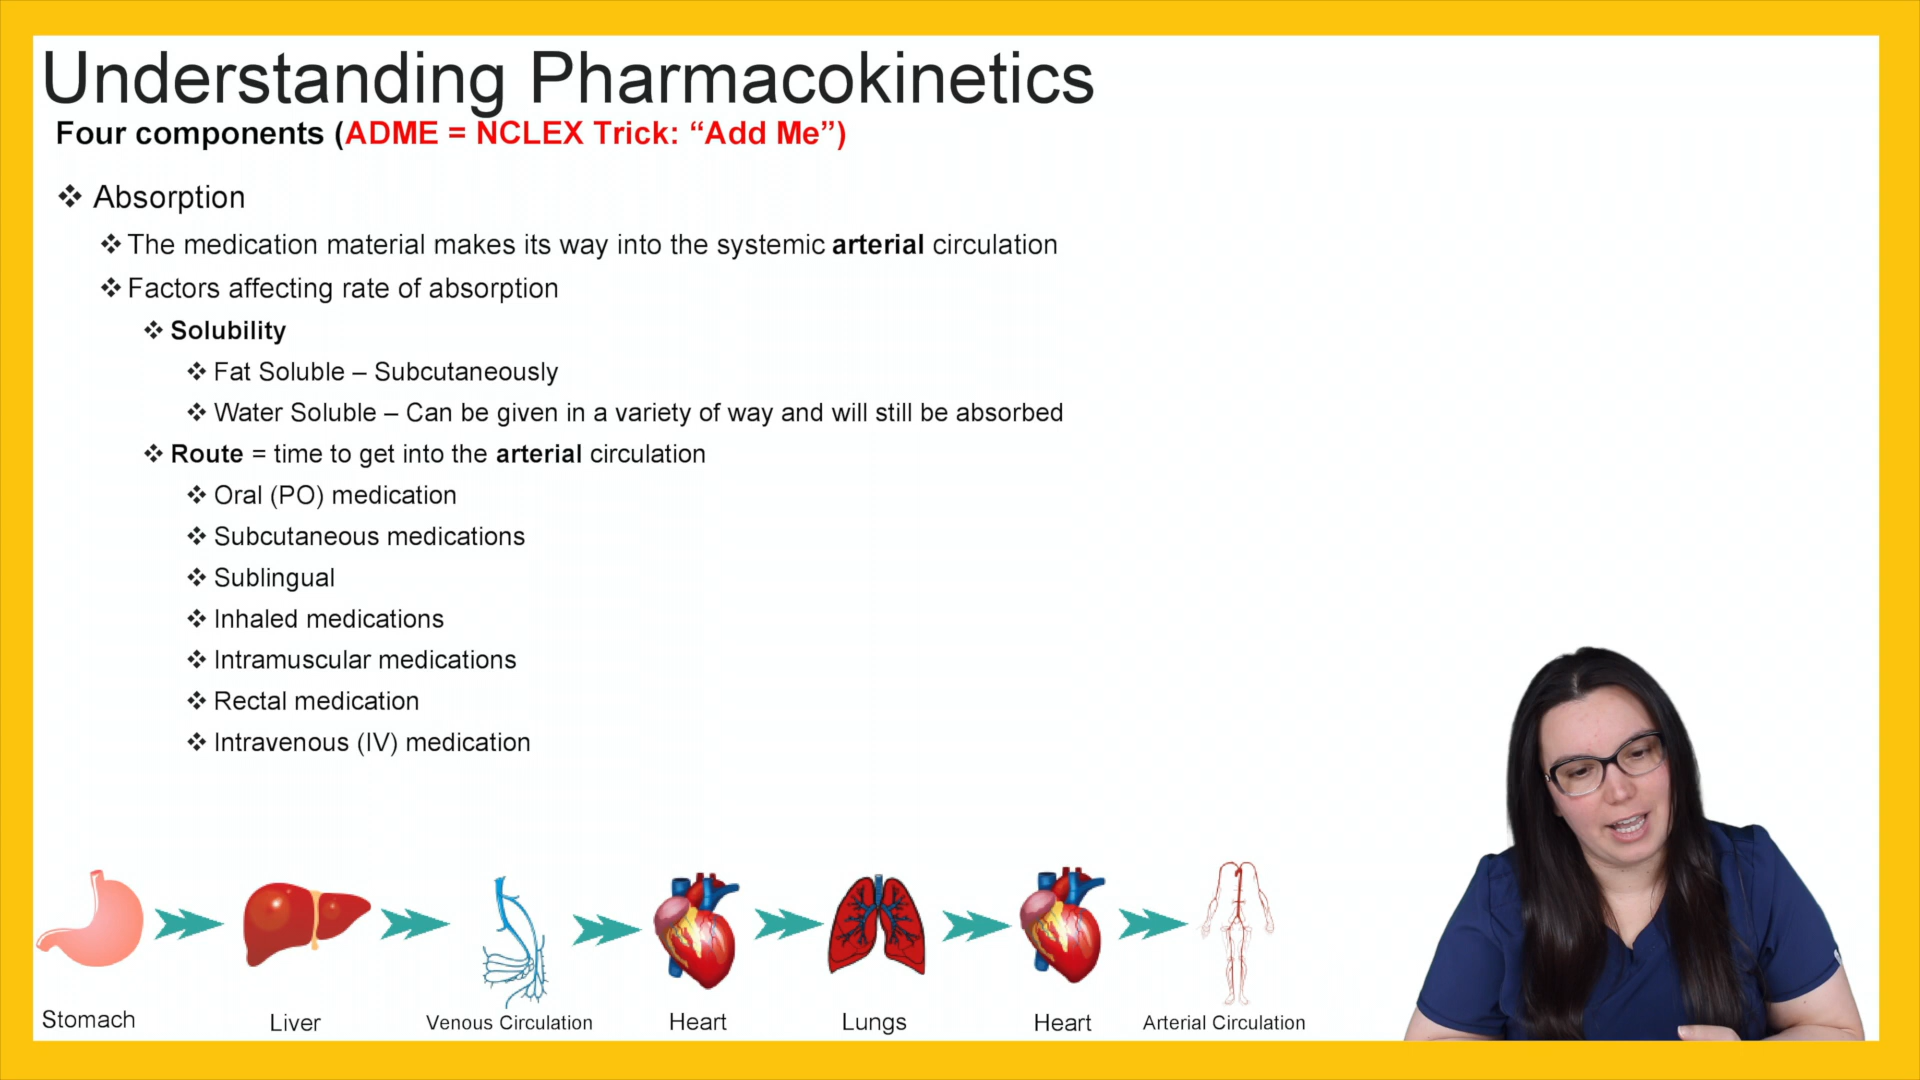 Understanding Pharmacokinetics
Four components (ADME = NCLEX Trick: “Add Me”)
❖ Absorption
❖ The medication material makes its way into the systemic arterial circulation
❖ Factors affecting rate of absorption
❖ Solubility
❖ Fat Soluble – Subcutaneously
❖ Water Soluble – Can be given in a variety of way and will still be absorbed
❖ Route = time to get into the arterial circulation
❖ Oral (PO) medication
❖ Subcutaneous medications
❖ Sublingual
❖ Inhaled medications
❖ Intramuscular medications
❖ Rectal medication
❖ Intravenous (IV) medication
Stomach
Liver
Venous Circulation
Heart
Lungs
Heart
Arterial Circulation